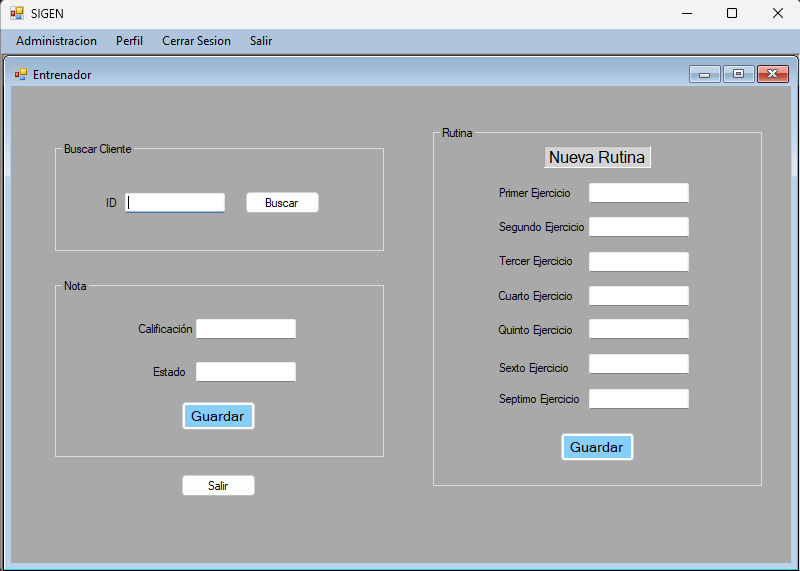 SIGEN
Administracion Perfil Cerrar Sesion Salir
Entrenador
Buscar Cliente
ID
Buscar
Nota
Calificación
Estado
Guardar
Salir
Rutina
Nueva Rutina
Primer Ejercicio
Segundo Ejercicio
Tercer Ejercicio
Cuarto Ejercicio
Quinto Ejercicio
Sexto Ejercicio
Septimo Ejercicio
Guardar